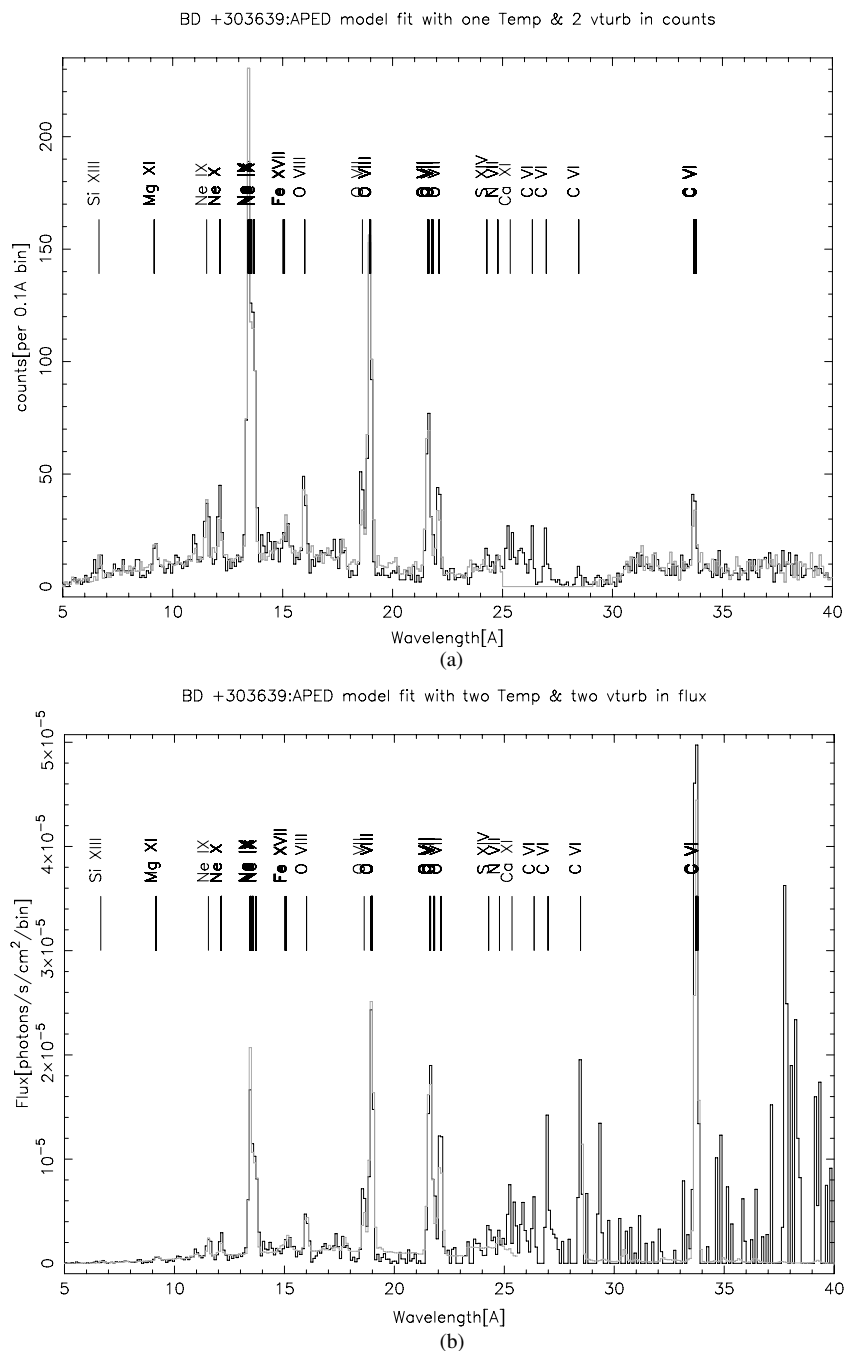 BD +303639:APED model fit with one Temp & 2 vturb in counts
counts[per 0.1A bin]
200
150
100
50
0
Si XIII
Mg XI
Ne IX
Ne X
Ne IX
Fe XVII
O VIII
O VII
O VIII
O VII
O VII
S XIV
N VII
Ca XI
C VI
C VI
C VI
C VI
5 10 15 20 25 30 35 40
Wavelength[A]
(a)
BD +303639:APED model fit with two Temp & two vturb in flux
Flux[photons/s/cm²/bin]
5×10⁻⁵
4×10⁻⁵
3×10⁻⁵
2×10⁻⁵
10⁻⁵
0
Si XIII
Mg XI
Ne IX
Ne X
Ne IX
Fe XVII
O VIII
O VII
O VIII
O VII
O VII
S XIV
N VII
Ca XI
C VI
C VI
C VI
C VI
5 10 15 20 25 30 35 40
Wavelength[A]
(b)